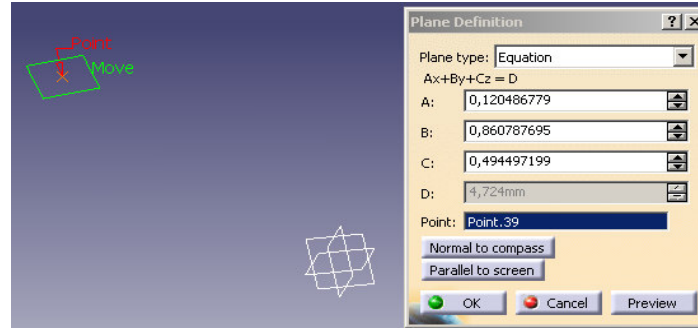 Point
Move
Plane Definition
Plane type: Equation
Ax+By+Cz = D
A: 0,120486779
B: 0,860787695
C: 0,494497199
D: 4,724mm
Point: Point.39
Normal to compass
Parallel to screen
OK Cancel Preview